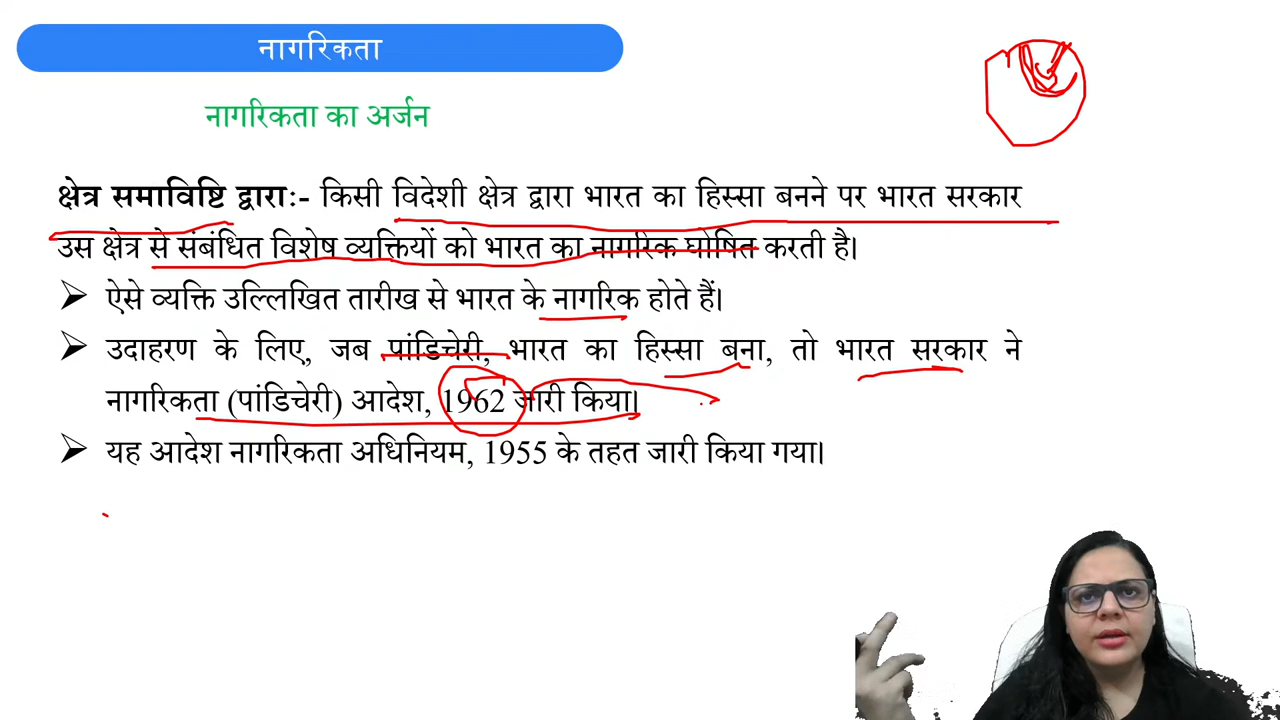 नागरिकता
नागरिकता का अर्जन
क्षेत्र समाविष्टि द्वाराः- किसी विदेशी क्षेत्र द्वारा भारत का हिस्सा बनने पर भारत सरकार
उस क्षेत्र से संबंधित विशेष व्यक्तियों को भारत का नागरिक घोषित करती है।
➢ ऐसे व्यक्ति उल्लिखित तारीख से भारत के नागरिक होते हैं।
➢ उदाहरण के लिए, जब पांडिचेरी, भारत का हिस्सा बना, तो भारत सरकार ने
नागरिकता (पांडिचेरी) आदेश, 1962 जारी किया।
➢ यह आदेश नागरिकता अधिनियम, 1955 के तहत जारी किया गया।